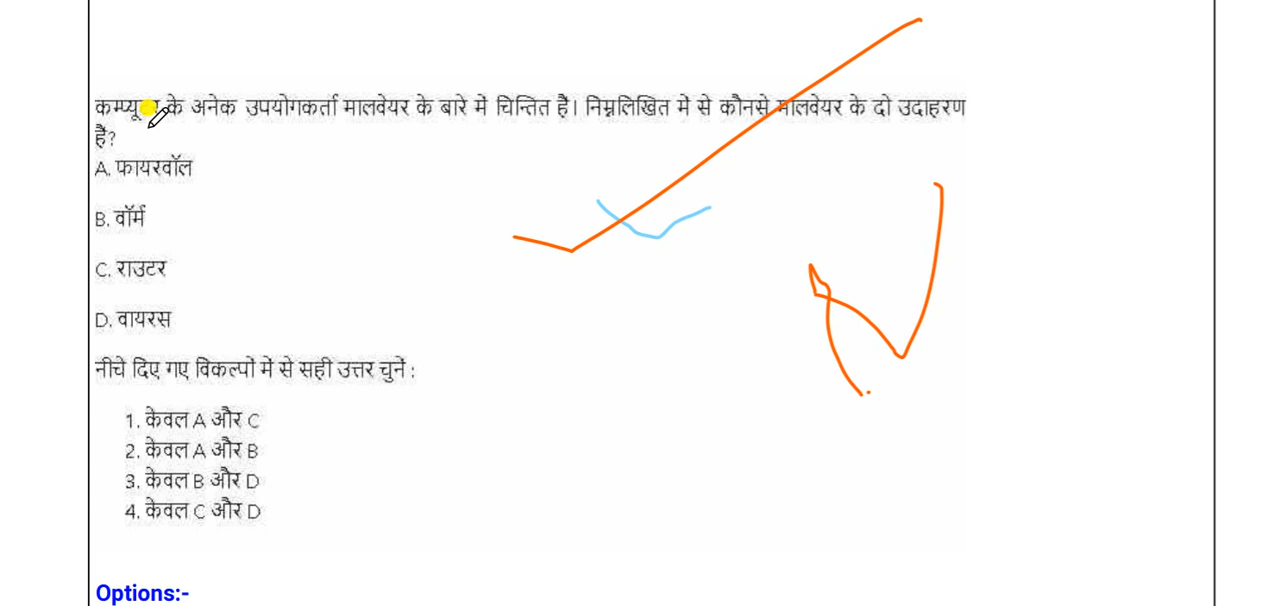 कम्प्यूटर के अनेक उपयोगकर्ता मालवेयर के बारे में चिन्तित हैं। निम्नलिखित में से कौनसे मालवेयर के दो उदाहरण
हैं?
A. फायरवॉल
B. वॉर्म
C. राउटर
D. वायरस
नीचे दिए गए विकल्पों में से सही उत्तर चुनें :
1. केवल A और C
2. केवल A और B
3. केवल B और D
4. केवल C और D
Options:-